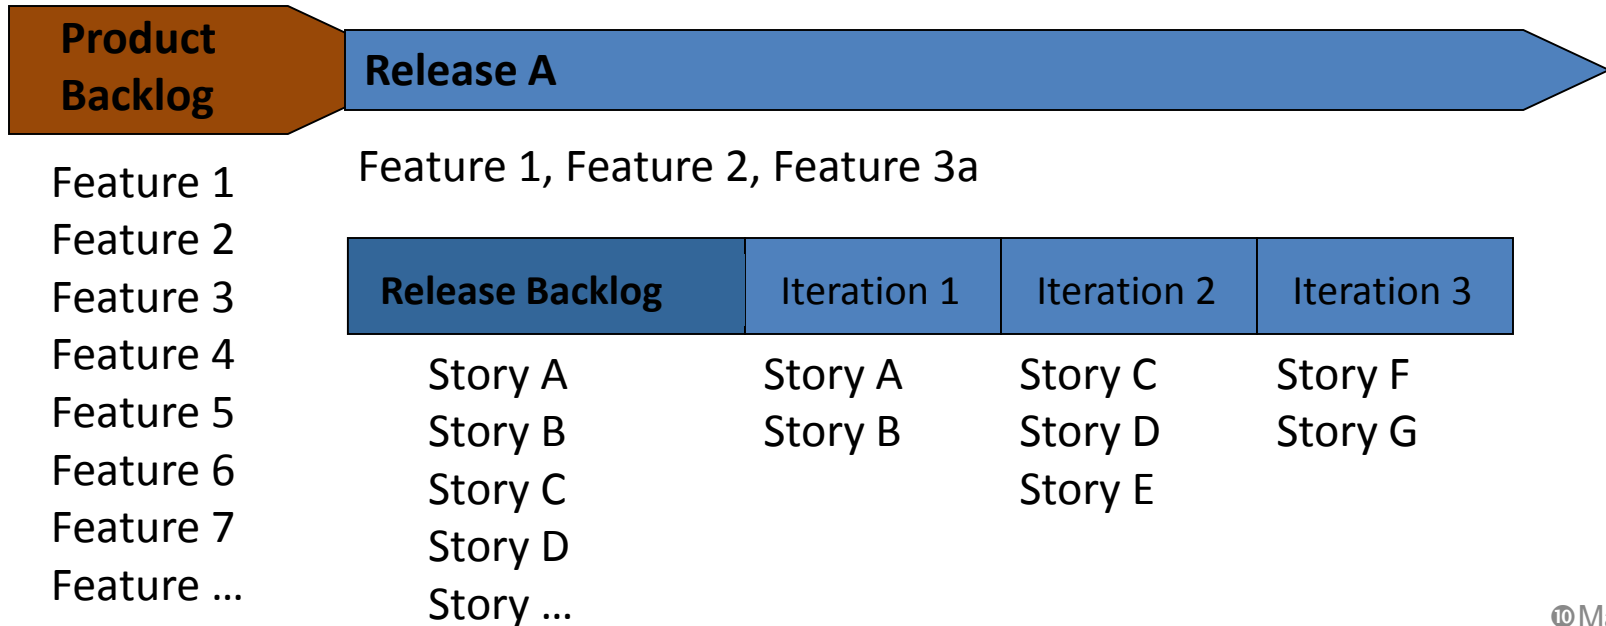 Product
Backlog
Release A
Feature 1
Feature 2
Feature 3
Feature 4
Feature 5
Feature 6
Feature 7
Feature ...
Feature 1, Feature 2, Feature 3a
Release Backlog
Iteration 1
Iteration 2
Iteration 3
Story A
Story B
Story C
Story D
Story ...
Story A
Story B
Story C
Story D
Story E
Story F
Story G
❿